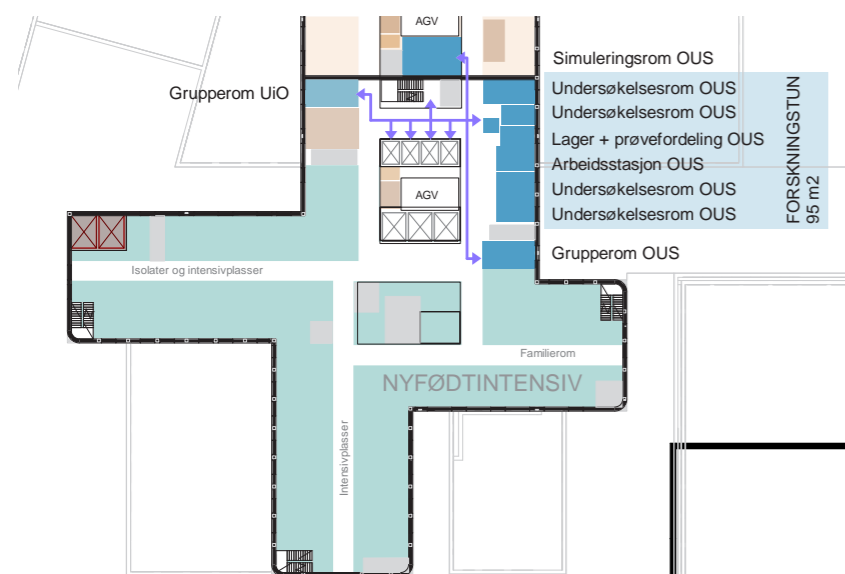 AGV
Simuleringsrom OUS
Grupperom UiO
Undersøkelsesrom OUS
Undersøkelsesrom OUS
Lager + prøvefordeling OUS
Arbeidsstasjon OUS
Undersøkelsesrom OUS
Undersøkelsesrom OUS
FORSKNINGSTUN
95 m2
AGV
Grupperom OUS
Isolater og intensivplasser
Familierom
NYFØDTINTENSIV
Intensivplasser